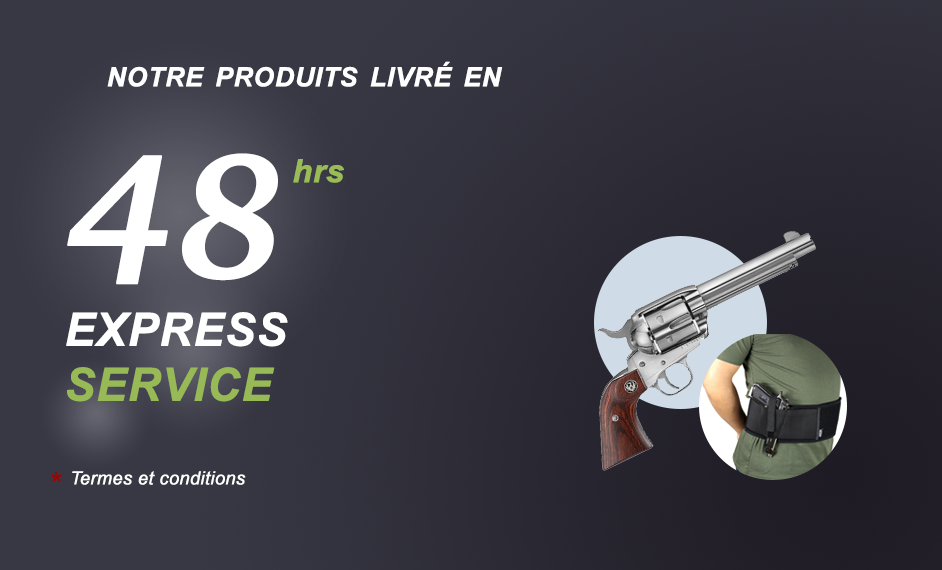 NOTRE PRODUITS LIVRÉ EN
48 hrs
EXPRESS
SERVICE
* Termes et conditions